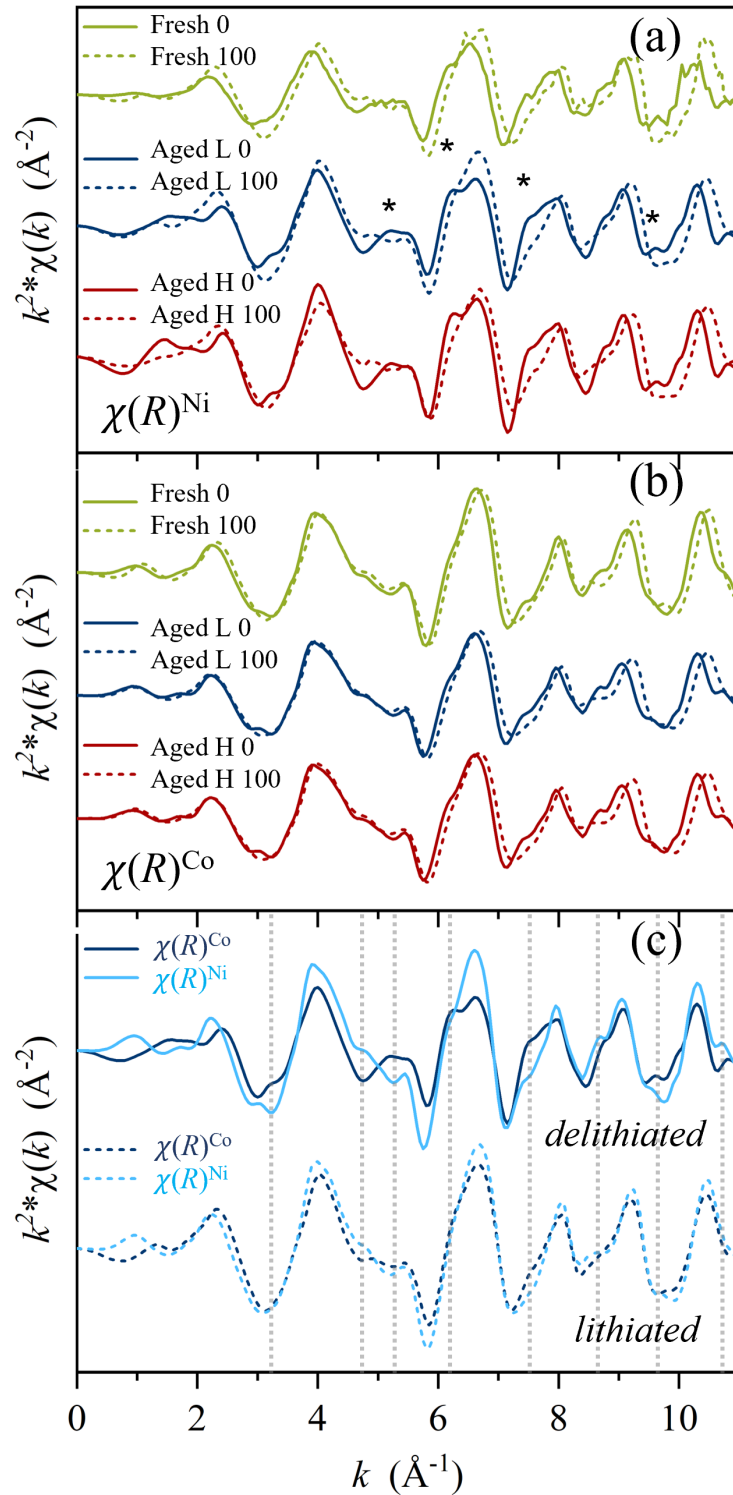 (a)
Fresh 0
Fresh 100
*
Aged L 0
Aged L 100
*
*
*
Aged H 0
Aged H 100
χ(R)ᴺⁱ
k²*χ(k) (Å⁻²)
(b)
Fresh 0
Fresh 100
Aged L 0
Aged L 100
Aged H 0
Aged H 100
χ(R)ᶜᵒ
k²*χ(k) (Å⁻²)
(c)
χ(R)ᶜᵒ
χ(R)ᴺⁱ
delithiated
χ(R)ᶜᵒ
χ(R)ᴺⁱ
lithiated
k²*χ(k) (Å⁻²)
0 2 4 6 8 10
k (Å⁻¹)